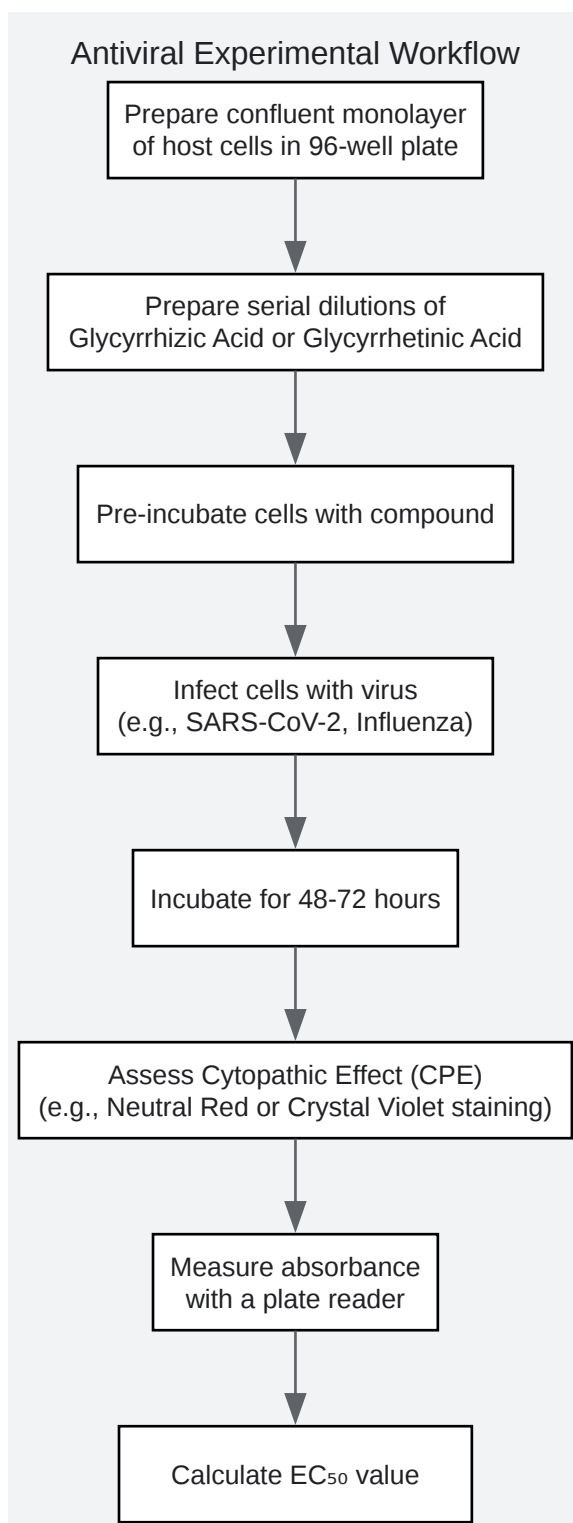 Antiviral Experimental Workflow
Prepare confluent monolayer
of host cells in 96-well plate
Prepare serial dilutions of
Glycyrrhizic Acid or Glycyrrhetinic Acid
Pre-incubate cells with compound
Infect cells with virus
(e.g., SARS-CoV-2, Influenza)
Incubate for 48-72 hours
Assess Cytopathic Effect (CPE)
(e.g., Neutral Red or Crystal Violet staining)
Measure absorbance
with a plate reader
Calculate EC₅₀ value